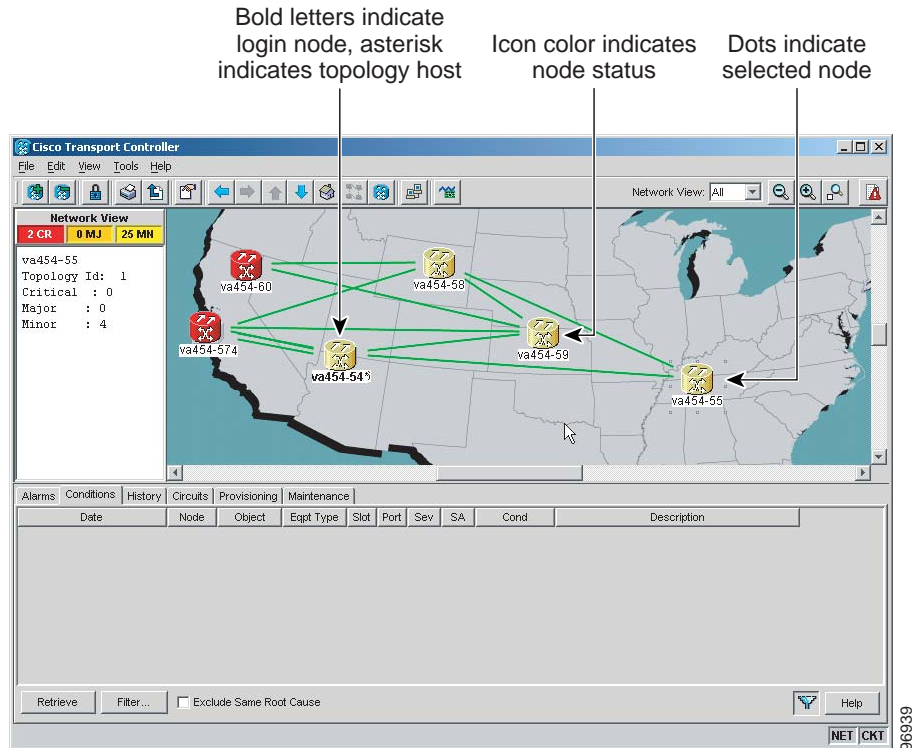 Bold letters indicate
login node, asterisk
indicates topology host
Icon color indicates
node status
Dots indicate
selected node
Cisco Transport Controller
File Edit View Tools Help
Network View: All
Network View
2 CR 0 MJ 25 MN
va454-55
Topology Id: 1
Critical : 0
Major : 0
Minor : 4
va454-60
va454-58
va454-574
va454-59
va454-54*
va454-55
Alarms Conditions History Circuits Provisioning Maintenance
Date Node Object Eqpt Type Slot Port Sev SA Cond Description
Retrieve Filter... Exclude Same Root Cause Help
NET CKT
96939